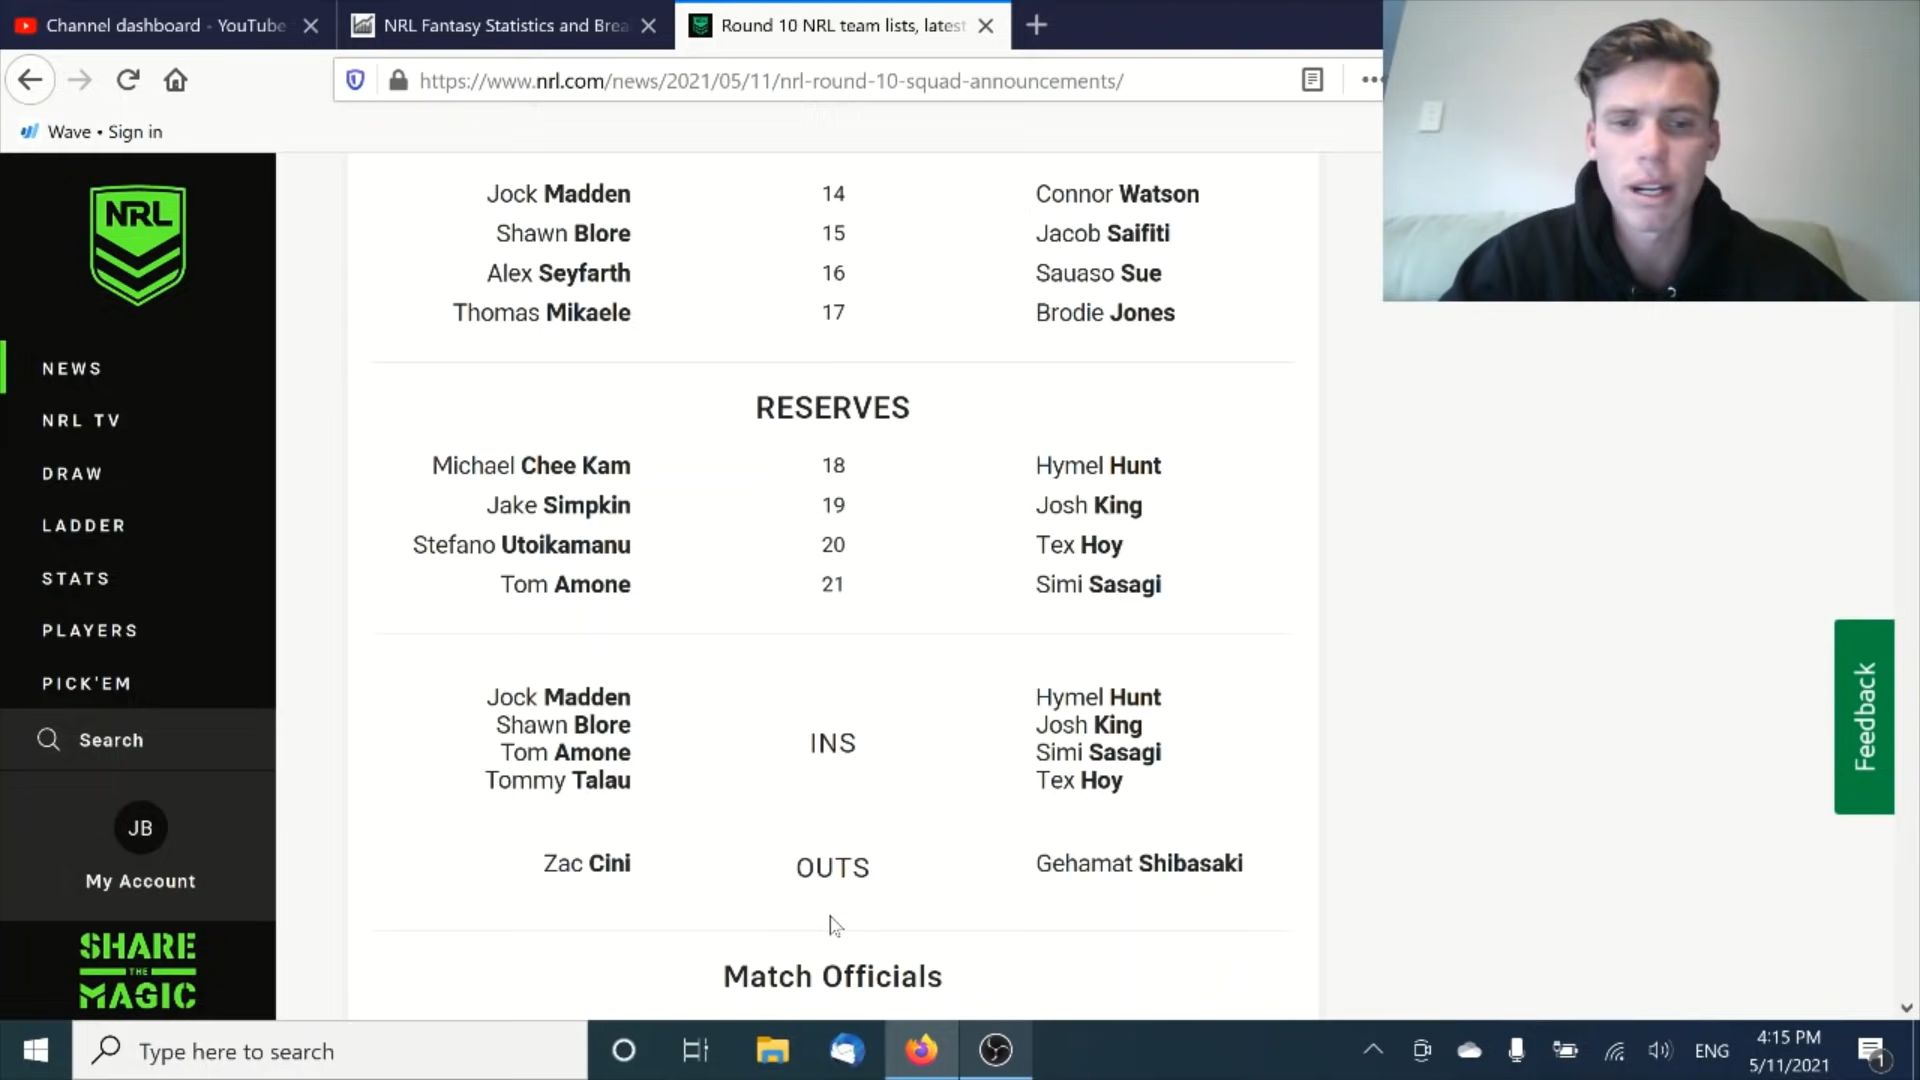 Channel dashboard - YouTube
NRL Fantasy Statistics and Brea
Round 10 NRL team lists, latest
https://www.nrl.com/news/2021/05/11/nrl-round-10-squad-announcements/
Wave • Sign in
NRL
NEWS
NRL TV
DRAW
LADDER
STATS
PLAYERS
PICK'EM
Search
JB
My Account
SHARE
THE
MAGIC
Jock Madden 14 Connor Watson
Shawn Blore 15 Jacob Saifiti
Alex Seyfarth 16 Sauaso Sue
Thomas Mikaele 17 Brodie Jones
RESERVES
Michael Chee Kam 18 Hymel Hunt
Jake Simpkin 19 Josh King
Stefano Utoikamanu 20 Tex Hoy
Tom Amone 21 Simi Sasagi
Jock Madden Hymel Hunt
Shawn Blore Josh King
INS
Tom Amone Simi Sasagi
Tommy Talau Tex Hoy
Zac Cini OUTS Gehamat Shibasaki
Match Officials
Feedback
Type here to search
ENG
4:15 PM
5/11/2021
1